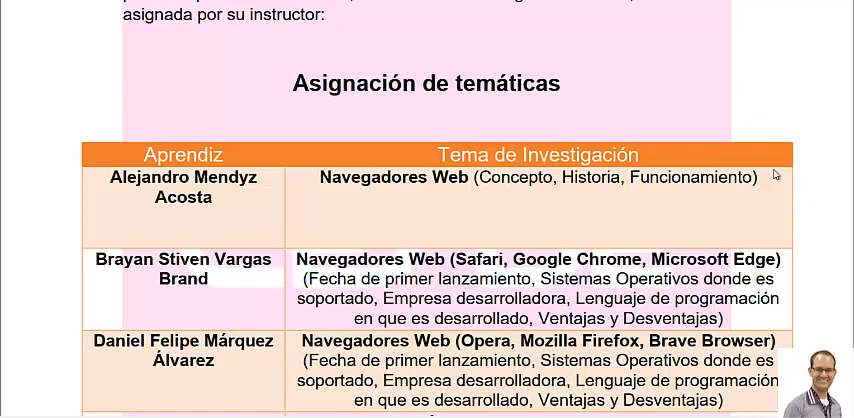 asignada por su instructor:
Asignación de temáticas
Aprendiz
Tema de Investigación
Alejandro Mendyz
Acosta
Navegadores Web (Concepto, Historia, Funcionamiento)
Brayan Stiven Vargas
Brand
Navegadores Web (Safari, Google Chrome, Microsoft Edge)
(Fecha de primer lanzamiento, Sistemas Operativos donde es
soportado, Empresa desarrolladora, Lenguaje de programación
en que es desarrollado, Ventajas y Desventajas)
Daniel Felipe Márquez
Álvarez
Navegadores Web (Opera, Mozilla Firefox, Brave Browser)
(Fecha de primer lanzamiento, Sistemas Operativos donde es
soportado, Empresa desarrolladora, Lenguaje de programación
en que es desarrollado, Ventajas y Desventajas)